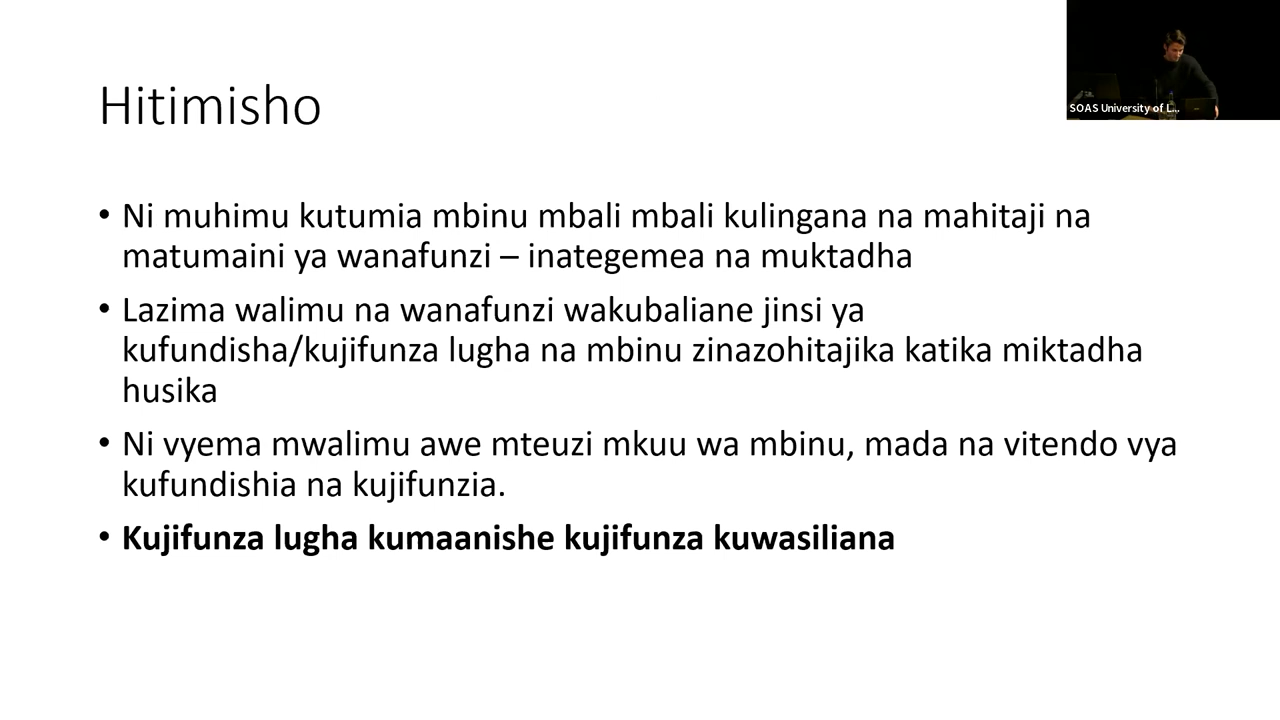 Hitimisho
SOAS University of L...
• Ni muhimu kutumia mbinu mbali mbali kulingana na mahitaji na
matumaini ya wanafunzi – inategemea na muktadha
• Lazima walimu na wanafunzi wakubaliane jinsi ya
kufundisha/kujifunza lugha na mbinu zinazohitajika katika miktadha
husika
• Ni vyema mwalimu awe mteuzi mkuu wa mbinu, mada na vitendo vya
kufundishia na kujifunzia.
• Kujifunza lugha kumaanishe kujifunza kuwasiliana